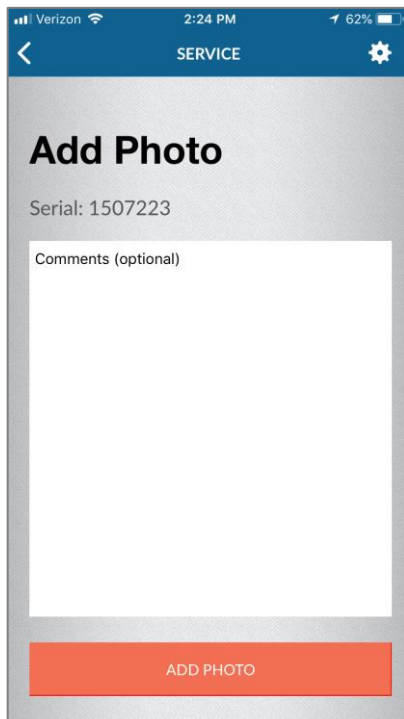 Verizon 2:24 PM 62%
SERVICE
Add Photo
Serial: 1507223
Comments (optional)
ADD PHOTO